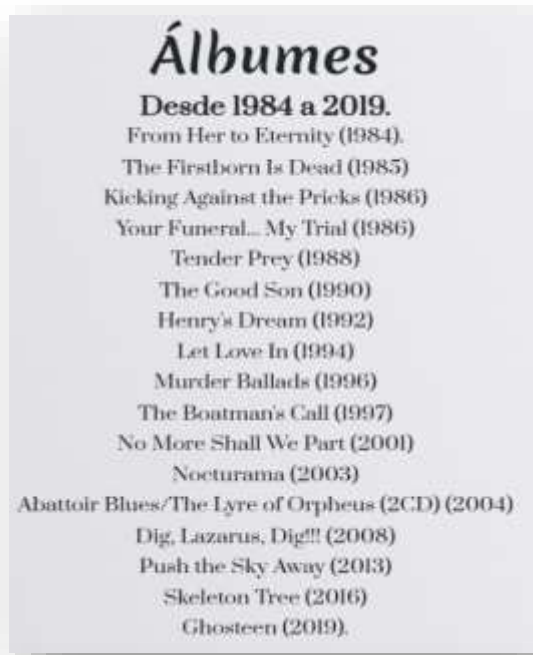 Álbumes
Desde 1984 a 2019.
From Her to Eternity (1984).
The Firstborn Is Dead (1985)
Kicking Against the Pricks (1986)
Your Funeral... My Trial (1986)
Tender Prey (1988)
The Good Son (1990)
Henry's Dream (1992)
Let Love In (1994)
Murder Ballads (1996)
The Boatman's Call (1997)
No More Shall We Part (2001)
Nocturama (2003)
Abattoir Blues/The Lyre of Orpheus (2CD) (2004)
Dig, Lazarus, Dig!!! (2008)
Push the Sky Away (2013)
Skeleton Tree (2016)
Ghosteen (2019).